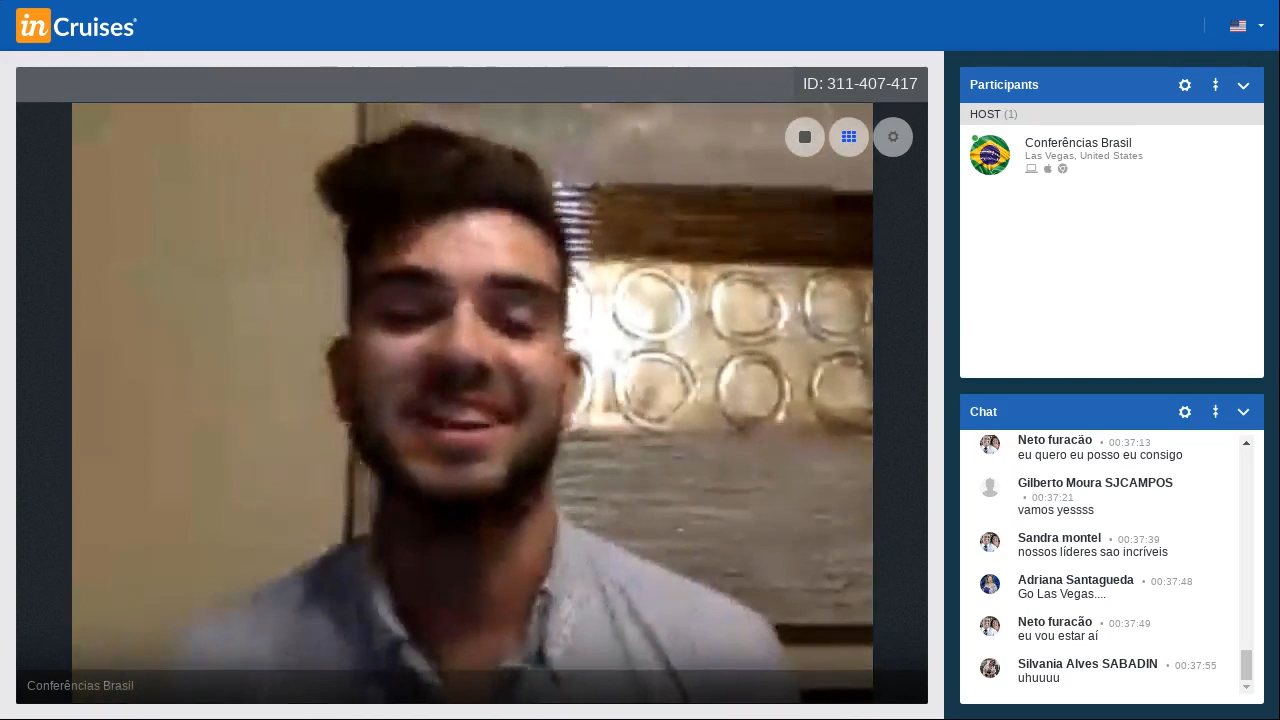 in Cruises
ID: 311-407-417
Conferências Brasil
Participants
HOST (1)
Conferências Brasil
Las Vegas, United States
Chat
Neto furacão • 00:37:13
eu quero eu posso eu consigo
Gilberto Moura SJCAMPOS
• 00:37:21
vamos yessss
Sandra montel • 00:37:39
nossos líderes sao incríveis
Adriana Santagueda • 00:37:48
Go Las Vegas....
Neto furacão • 00:37:49
eu vou estar aí
Silvania Alves SABADIN • 00:37:55
uhuuuu